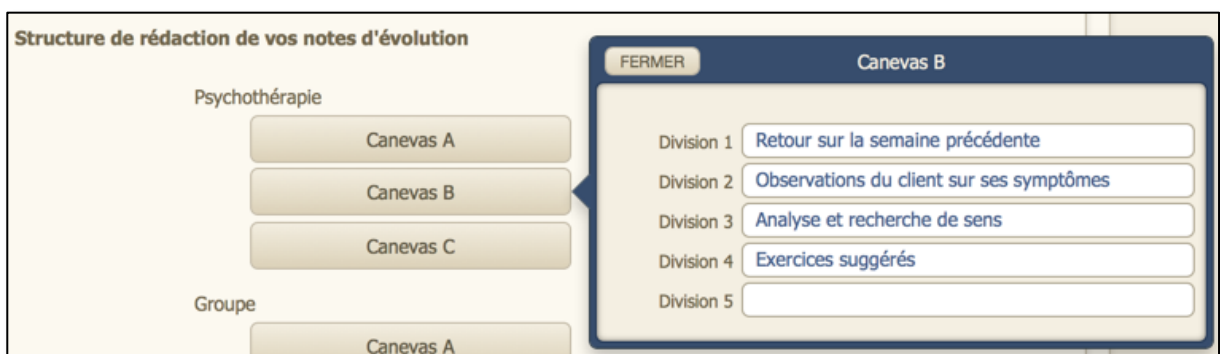 Structure de rédaction de vos notes d'évolution
Psychothérapie
Canevas A
Canevas B
Canevas C
Groupe
Canevas A
FERMER
Canevas B
Division 1 Retour sur la semaine précédente
Division 2 Observations du client sur ses symptômes
Division 3 Analyse et recherche de sens
Division 4 Exercices suggérés
Division 5